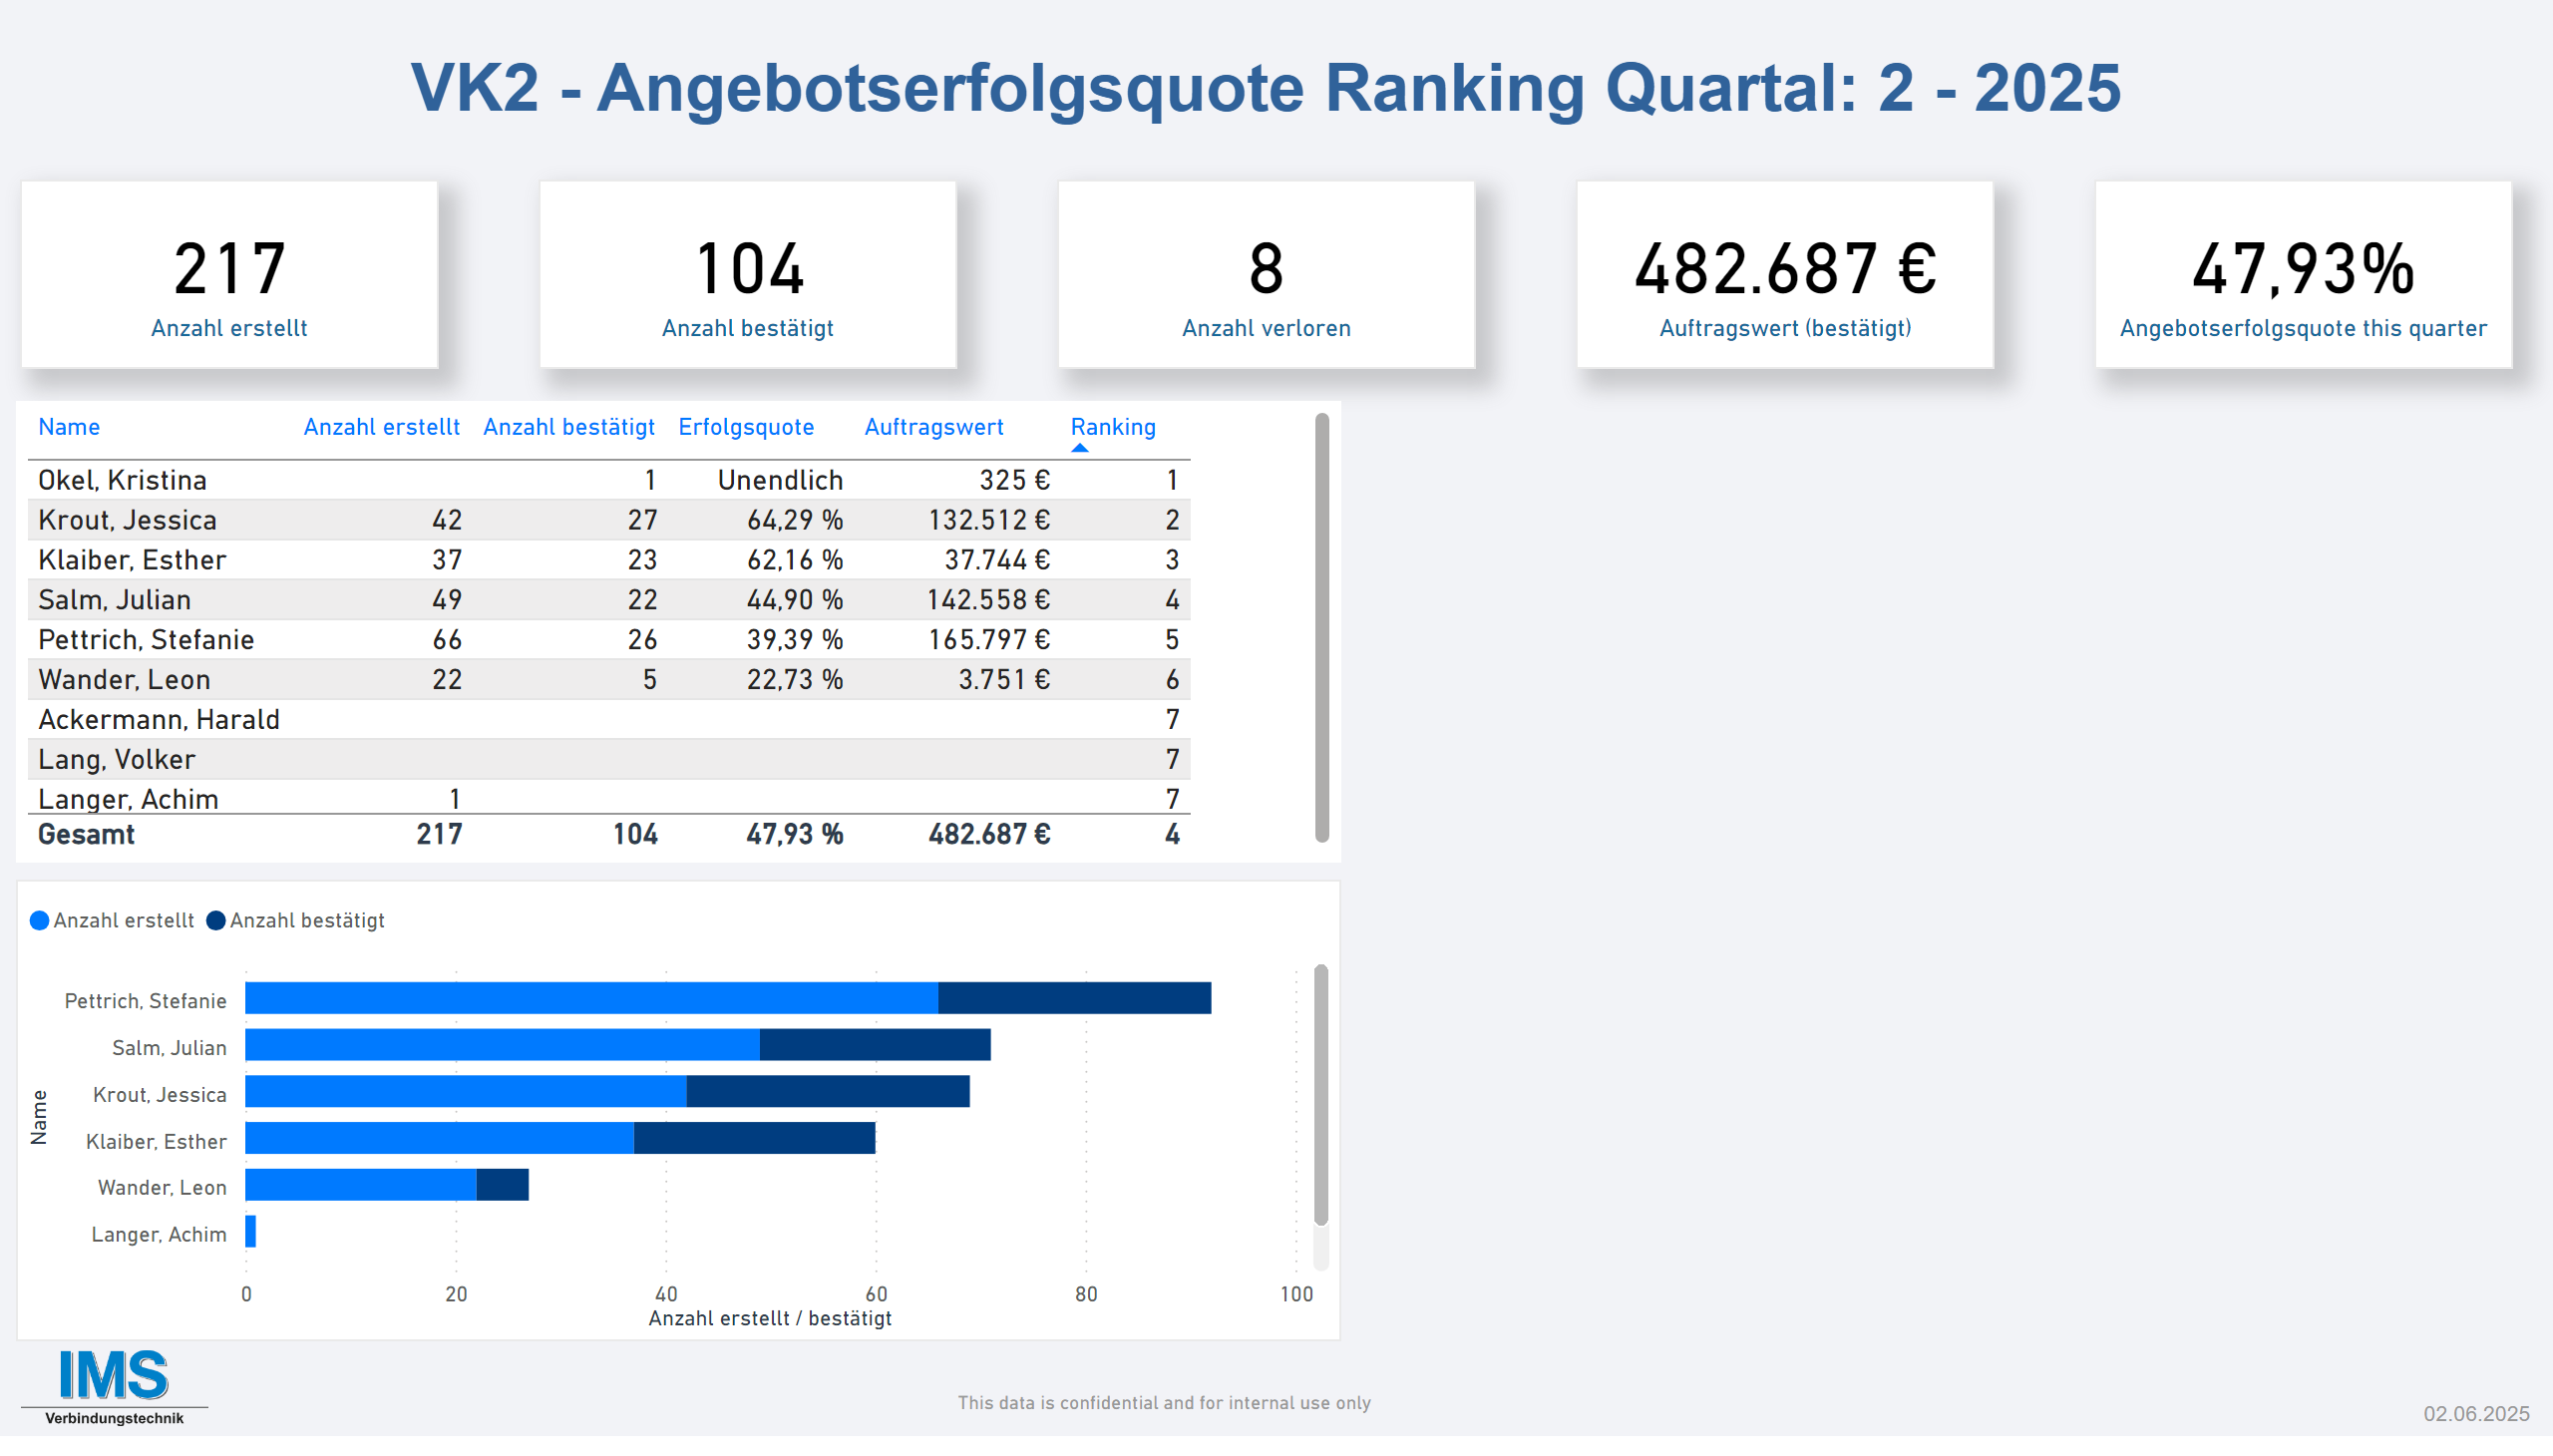 VK2 - Angebotserfolgsquote Ranking Quartal: 2 - 2025
217
Anzahl erstellt
104
Anzahl bestätigt
8
Anzahl verloren
482.687 €
Auftragswert (bestätigt)
47,93%
Angebotserfolgsquote this quarter
Name Anzahl erstellt Anzahl bestätigt Erfolgsquote Auftragswert Ranking
Okel, Kristina 1 Unendlich 325 € 1
Krout, Jessica 42 27 64,29 % 132.512 € 2
Klaiber, Esther 37 23 62,16 % 37.744 € 3
Salm, Julian 49 22 44,90 % 142.558 € 4
Pettrich, Stefanie 66 26 39,39 % 165.797 € 5
Wander, Leon 22 5 22,73 % 3.751 € 6
Ackermann, Harald 7
Lang, Volker 7
Langer, Achim 1 7
Gesamt 217 104 47,93 % 482.687 € 4
Anzahl erstellt Anzahl bestätigt
Name
Pettrich, Stefanie
Salm, Julian
Krout, Jessica
Klaiber, Esther
Wander, Leon
Langer, Achim
0 20 40 60 80 100
Anzahl erstellt / bestätigt
IMS
Verbindungstechnik
This data is confidential and for internal use only
02.06.2025